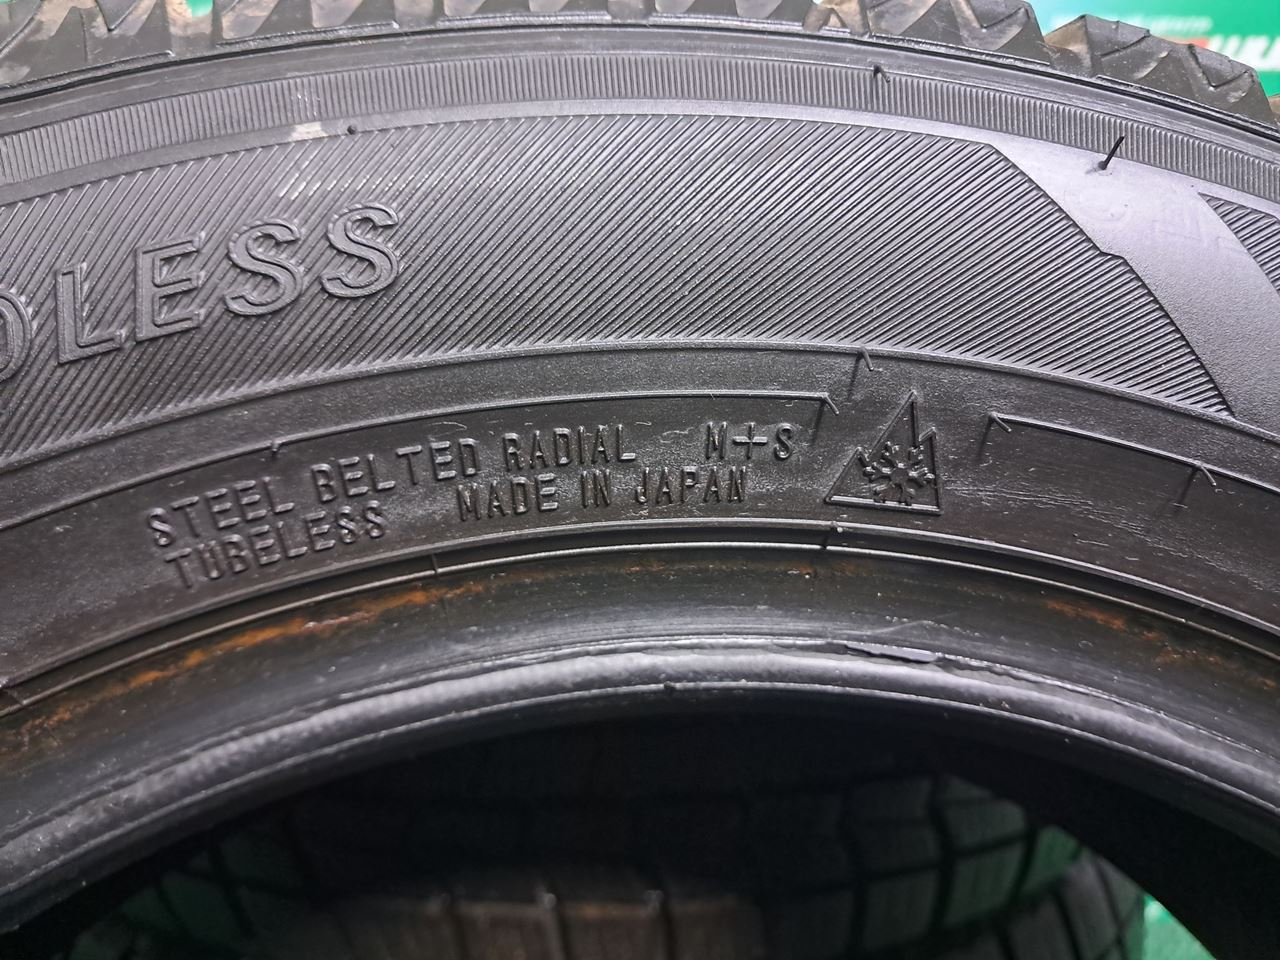 DLESS
STEEL BELTED RADIAL M+S
TUBELESS MADE IN JAPAN